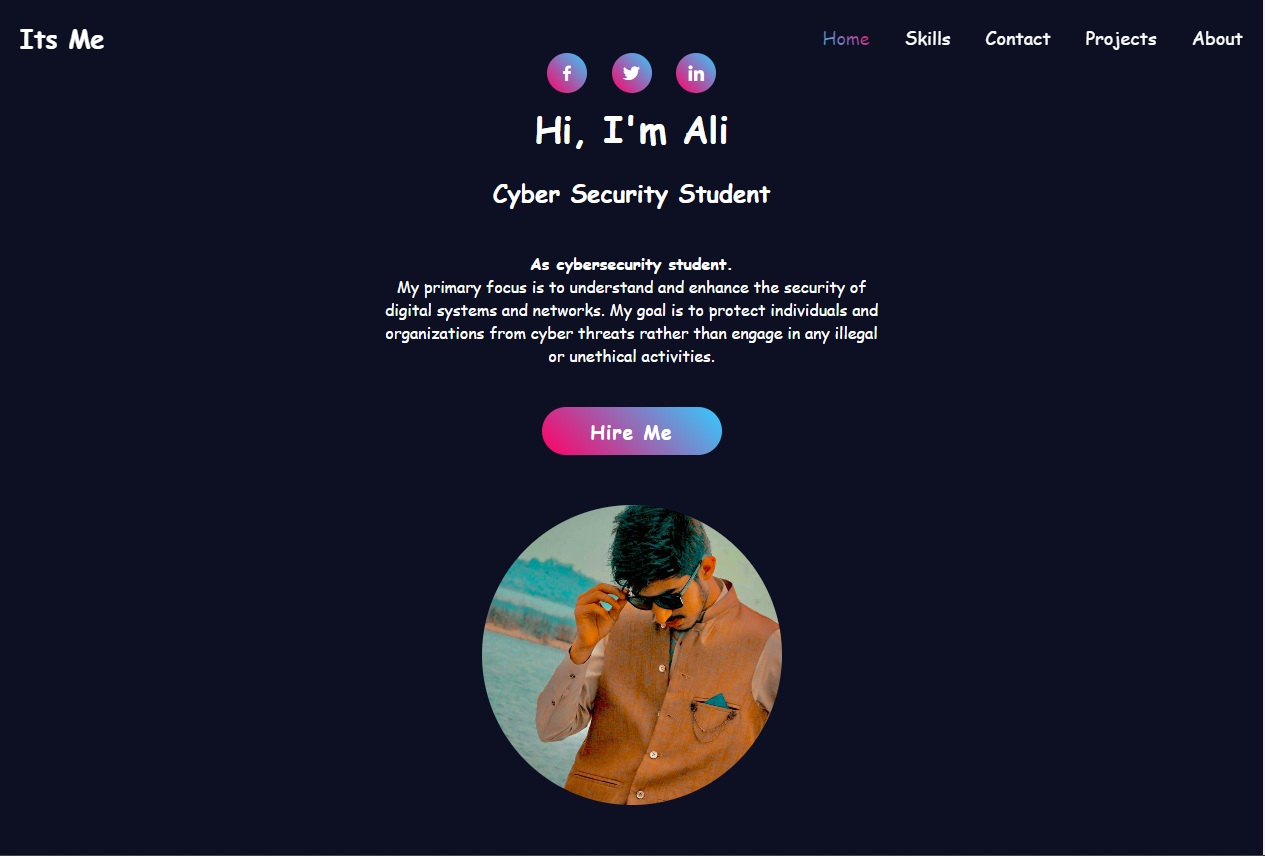 Its Me
Home Skills Contact Projects About
f in
Hi, I'm Ali
Cyber Security Student
As cybersecurity student.
My primary focus is to understand and enhance the security of
digital systems and networks. My goal is to protect individuals and
organizations from cyber threats rather than engage in any illegal
or unethical activities.
Hire Me